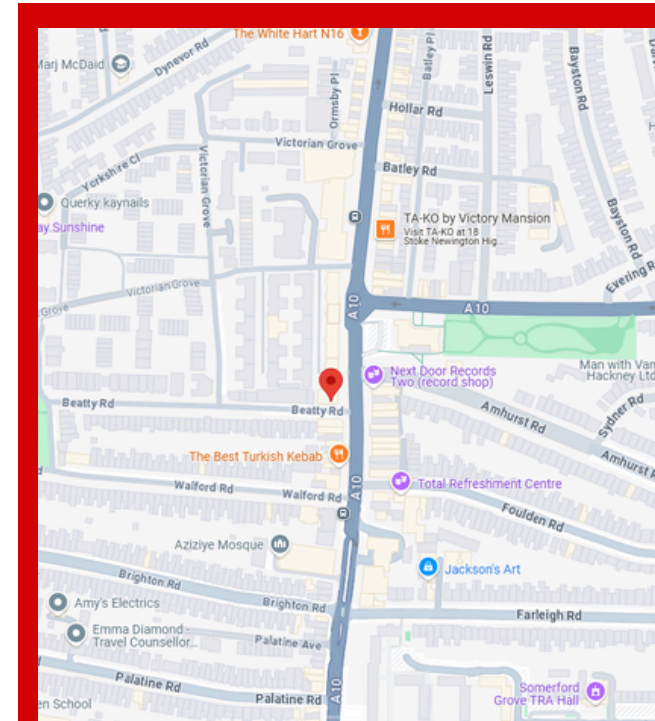 The White Hart N16
Marj McDaid
Dynevor Rd
Ormsby Pl
Batley Pl
Leswin Rd
Bayston Rd
Hollar Rd
Victorian Grove
Batley Rd
Yorkshire Cl
Victorian Grove
Querky kaynails
ay Sunshine
TA-KO by Victory Mansion
Visit TA-KO at 18
Stoke Newington Hig...
Bayston Rd
Evering R
Victorian Grove
Grove
A10
A10
Next Door Records
Two (record shop)
Man with Van
Hackney Ltd
Sydner Rd
Beatty Rd
Beatty Rd
Amhurst Rd
Amhurst R
The Best Turkish Kebab
Walford Rd
Walford Rd
A10
Total Refreshment Centre
Foulden Rd
Aziziye Mosque
Jackson's Art
Brighton Rd
Brighton Rd
Amy's Electrics
Farleigh Rd
Emma Diamond -
Travel Counsellor...
Palatine Ave
Palatine Rd
Palatine Rd
A10
Somerford
Grove TRA Hall
en School